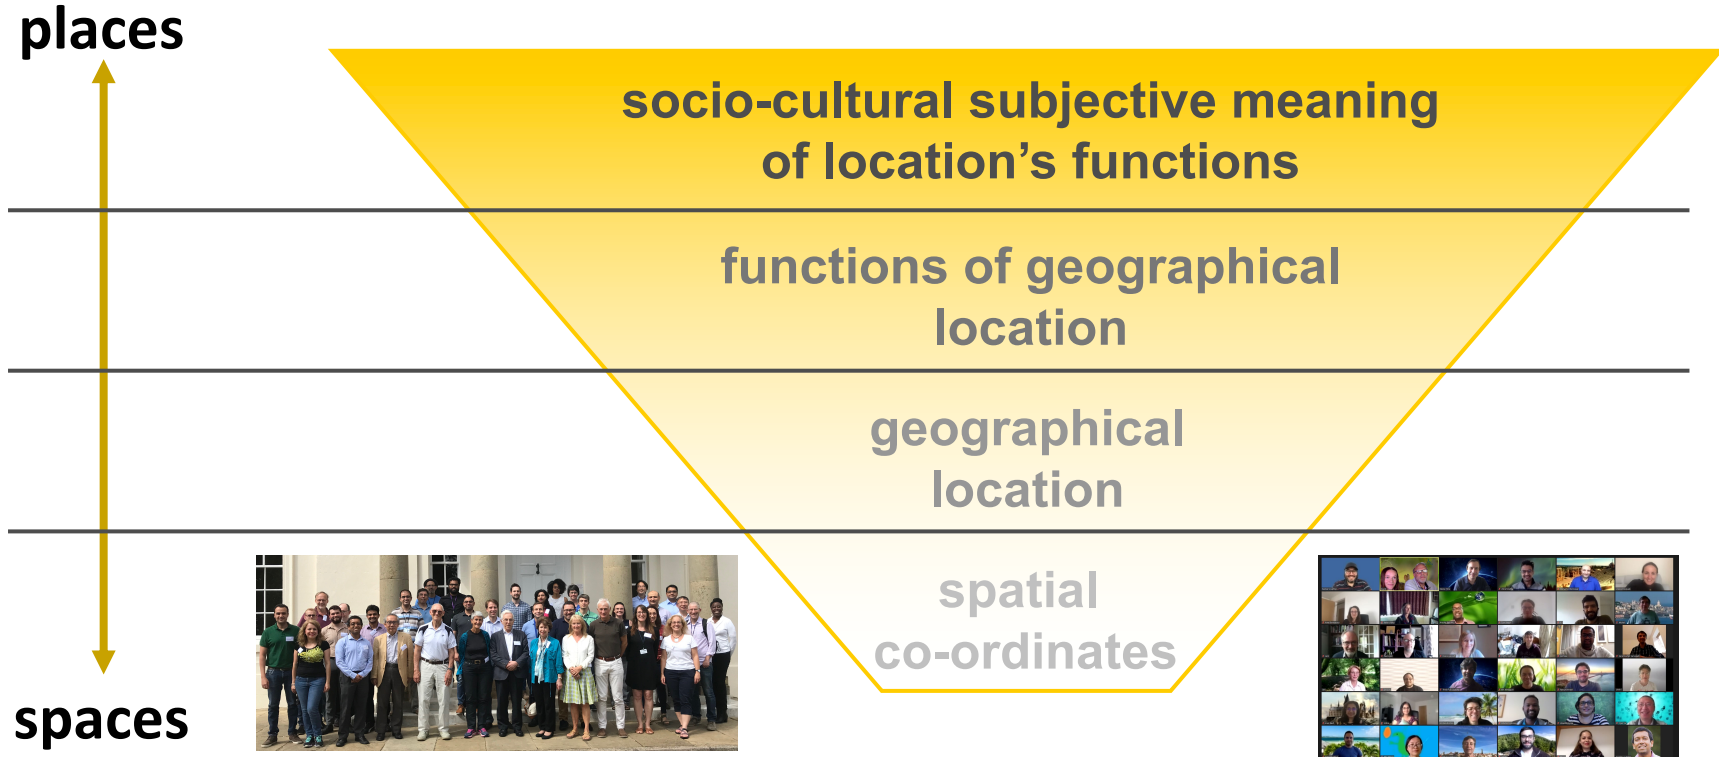 places
socio-cultural subjective meaning
of location’s functions
functions of geographical
location
geographical
location
spatial
co-ordinates
spaces